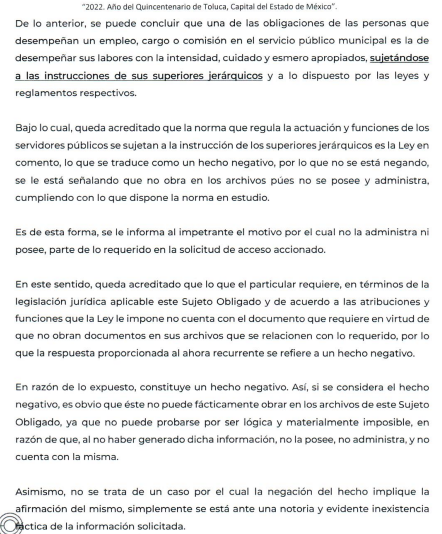 "2022. Año del Quincentenario de Toluca, Capital del Estado de México".
De lo anterior, se puede concluir que una de las obligaciones de las personas que
desempeñan un empleo, cargo o comisión en el servicio público municipal es la de
desempeñar sus labores con la intensidad, cuidado y esmero apropiados, sujetándose
a las instrucciones de sus superiores jerárquicos y a lo dispuesto por las leyes y
reglamentos respectivos.
Bajo lo cual, queda acreditado que la norma que regula la actuación y funciones de los
servidores públicos se sujetan a la instrucción de los superiores jerárquicos es la Ley en
comento, lo que se traduce como un hecho negativo, por lo que no se está negando,
se le está señalando que no obra en los archivos púes no se posee y administra,
cumpliendo con lo que dispone la norma en estudio.
Es de esta forma, se le informa al impetrante el motivo por el cual no la administra ni
posee, parte de lo requerido en la solicitud de acceso accionado.
En este sentido, queda acreditado que lo que el particular requiere, en términos de la
legislación jurídica aplicable este Sujeto Obligado y de acuerdo a las atribuciones y
funciones que la Ley le impone no cuenta con el documento que requiere en virtud de
que no obran documentos en sus archivos que se relacionen con lo requerido, por lo
que la respuesta proporcionada al ahora recurrente se refiere a un hecho negativo.
En razón de lo expuesto, constituye un hecho negativo. Así, si se considera el hecho
negativo, es obvio que éste no puede fácticamente obrar en los archivos de este Sujeto
Obligado, ya que no puede probarse por ser lógica y materialmente imposible, en
razón de que, al no haber generado dicha información, no la posee, no administra, y no
cuenta con la misma.
Asimismo, no se trata de un caso por el cual la negación del hecho implique la
afirmación del mismo, simplemente se está ante una notoria y evidente inexistencia
fáctica de la información solicitada.